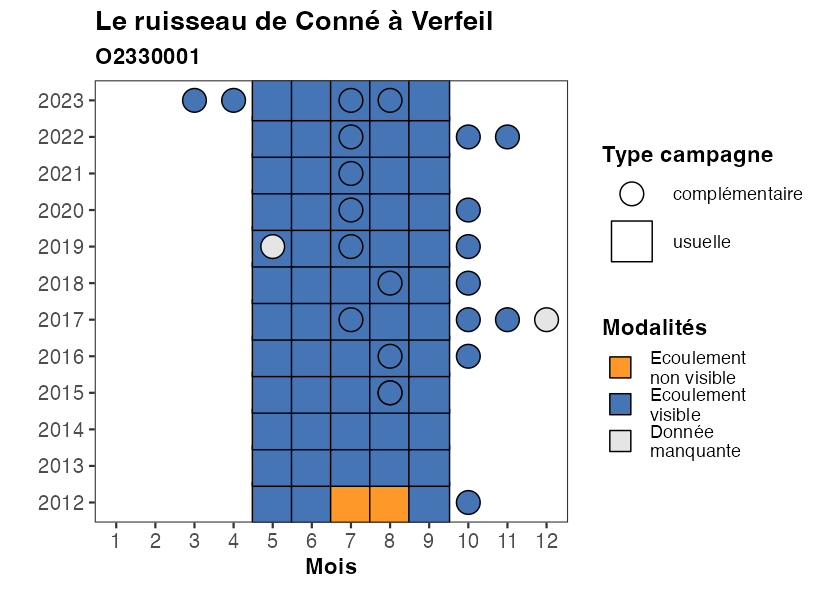 Le ruisseau de Conné à Verfeil
O2330001
2023
2022
2021
2020
2019
2018
2017
2016
2015
2014
2013
2012
1 2 3 4 5 6 7 8 9 10 11 12
Mois
Type campagne
complémentaire
usuelle
Modalités
Ecoulement
non visible
Ecoulement
visible
Donnée
manquante